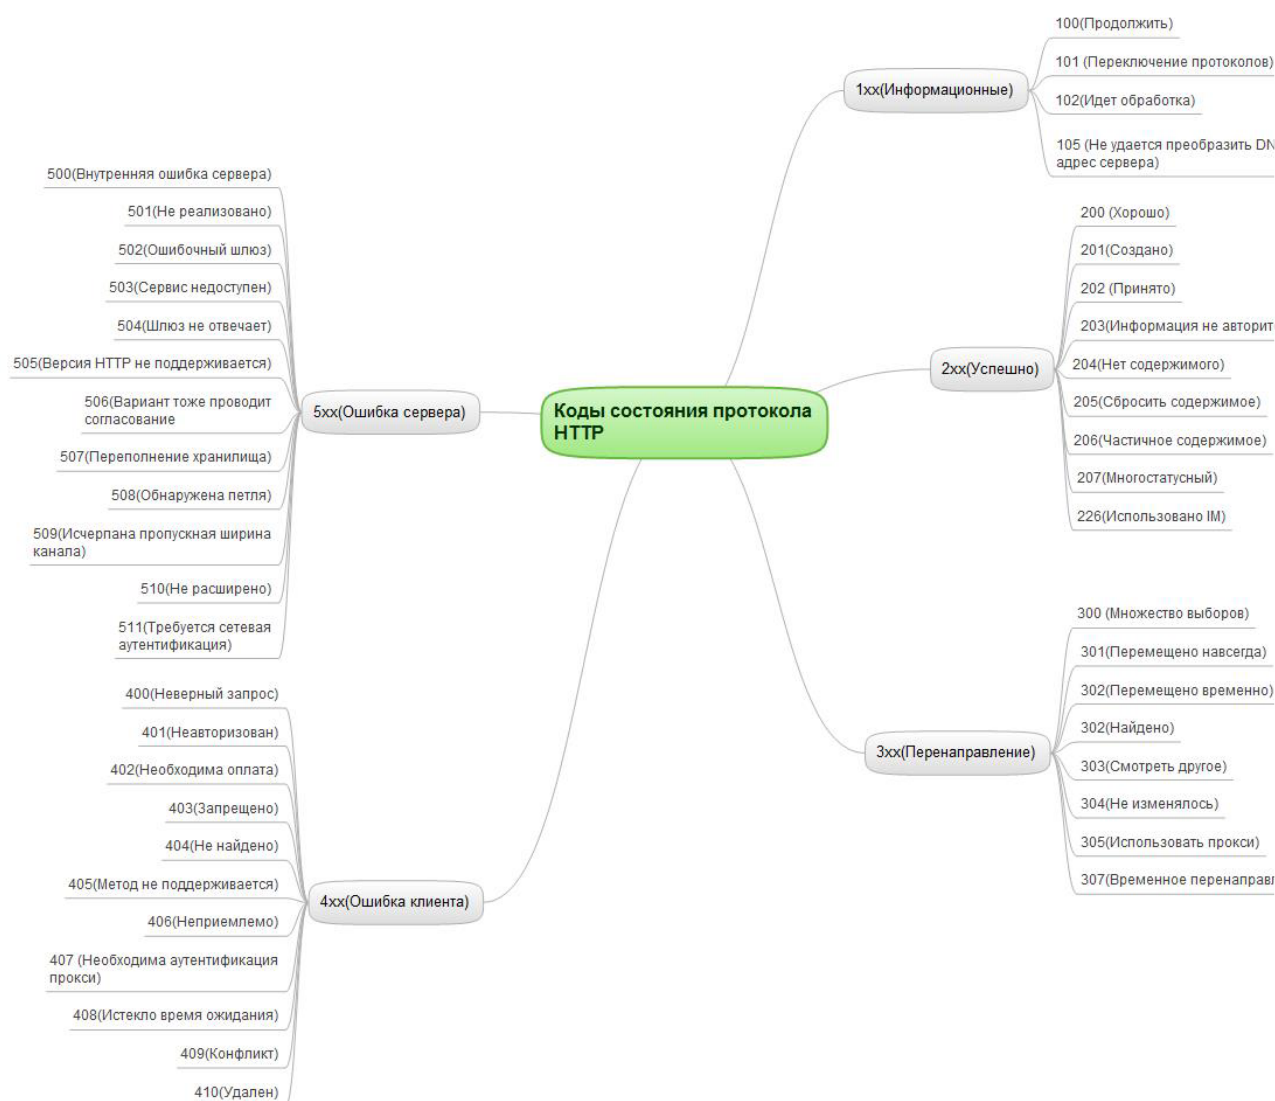 Коды состояния протокола
HTTP
1xx(Информационные)
100(Продолжить)
101 (Переключение протоколов)
102(Идет обработка)
105 (Не удается преобразить
адрес сервера)
2xx(Успешно)
200 (Хорошо)
201(Создано)
202 (Принято)
203(Информация не
204(Нет содержимого)
205(Сбросить содержимое)
206(Частичное содержимое)
207(Многостатусный)
226(Использовано IM)
3xx(Перенаправление)
300 (Множество выборов)
301(Перемещено навсегда)
302(Перемещено временно)
302(Найдено)
303(Смотреть другое)
304(Не изменялось)
305(Использовать прокси)
307(Временное
5xx(Ошибка сервера)
500(Внутренняя ошибка сервера)
501(Не реализовано)
502(Ошибочный шлюз)
503(Сервис недоступен)
504(Шлюз не отвечает)
505(Версия HTTP не поддерживается)
506(Вариант тоже проводит
согласование
507(Переполнение хранилища)
508(Обнаружена петля)
509(Исчерпана пропускная ширина
канала)
510(Не расширено)
511(Требуется сетевая
аутентификация)
4xx(Ошибка клиента)
400(Неверный запрос)
401(Неавторизован)
402(Необходима оплата)
403(Запрещено)
404(Не найдено)
405(Метод не поддерживается)
406(Неприемлемо)
407 (Необходима аутентификация
прокси)
408(Истекло время ожидания)
409(Конфликт)
410(Удален)